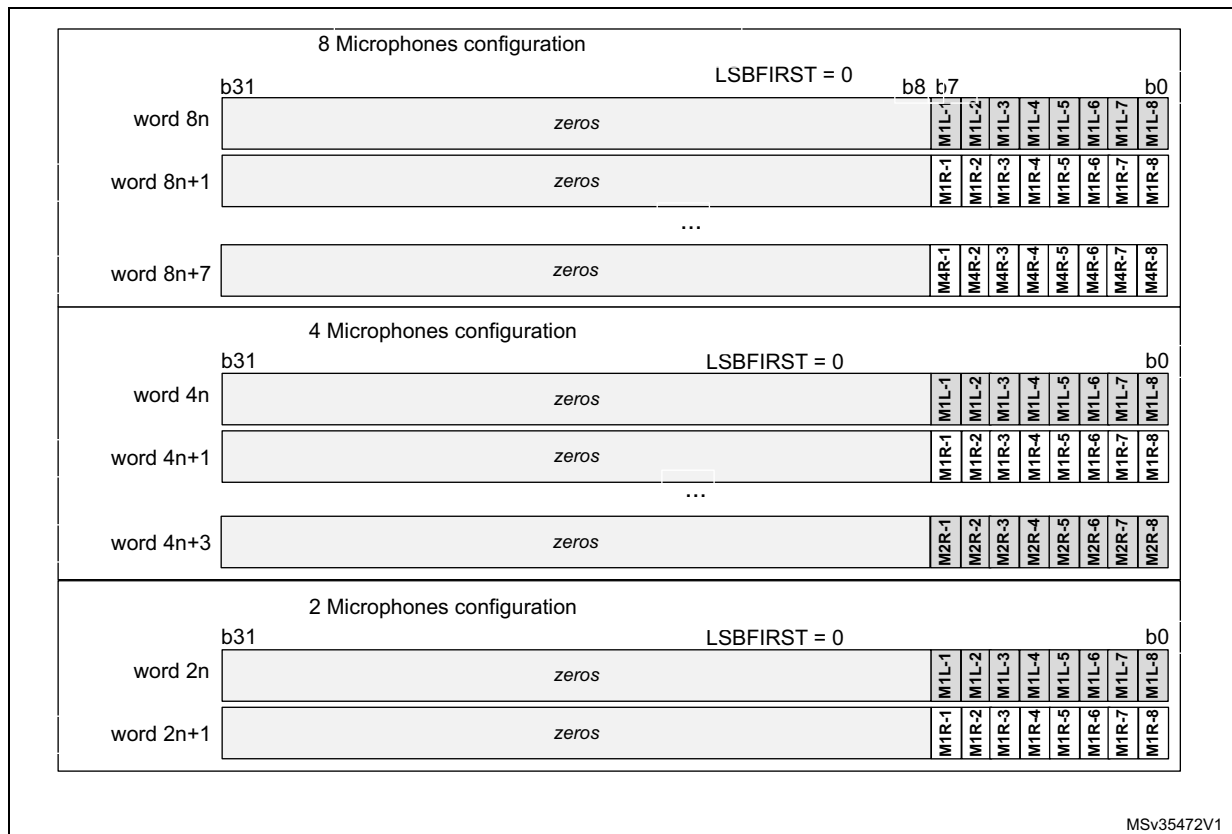 8 Microphones configuration
LSBFIRST = 0
b31 b8 b7 b0
word 8n zeros M1L-1 M1L-2 M1L-3 M1L-4 M1L-5 M1L-6 M1L-7 M1L-8
word 8n+1 zeros M1R-1 M1R-2 M1R-3 M1R-4 M1R-5 M1R-6 M1R-7 M1R-8
...
word 8n+7 zeros M4R-1 M4R-2 M4R-3 M4R-4 M4R-5 M4R-6 M4R-7 M4R-8
4 Microphones configuration
b31 LSBFIRST = 0 b0
word 4n zeros M1L-1 M1L-2 M1L-3 M1L-4 M1L-5 M1L-6 M1L-7 M1L-8
word 4n+1 zeros M1R-1 M1R-2 M1R-3 M1R-4 M1R-5 M1R-6 M1R-7 M1R-8
...
word 4n+3 zeros M2R-1 M2R-2 M2R-3 M2R-4 M2R-5 M2R-6 M2R-7 M2R-8
2 Microphones configuration
b31 LSBFIRST = 0 b0
word 2n zeros M1L-1 M1L-2 M1L-3 M1L-4 M1L-5 M1L-6 M1L-7 M1L-8
word 2n+1 zeros M1R-1 M1R-2 M1R-3 M1R-4 M1R-5 M1R-6 M1R-7 M1R-8
MSv35472V1